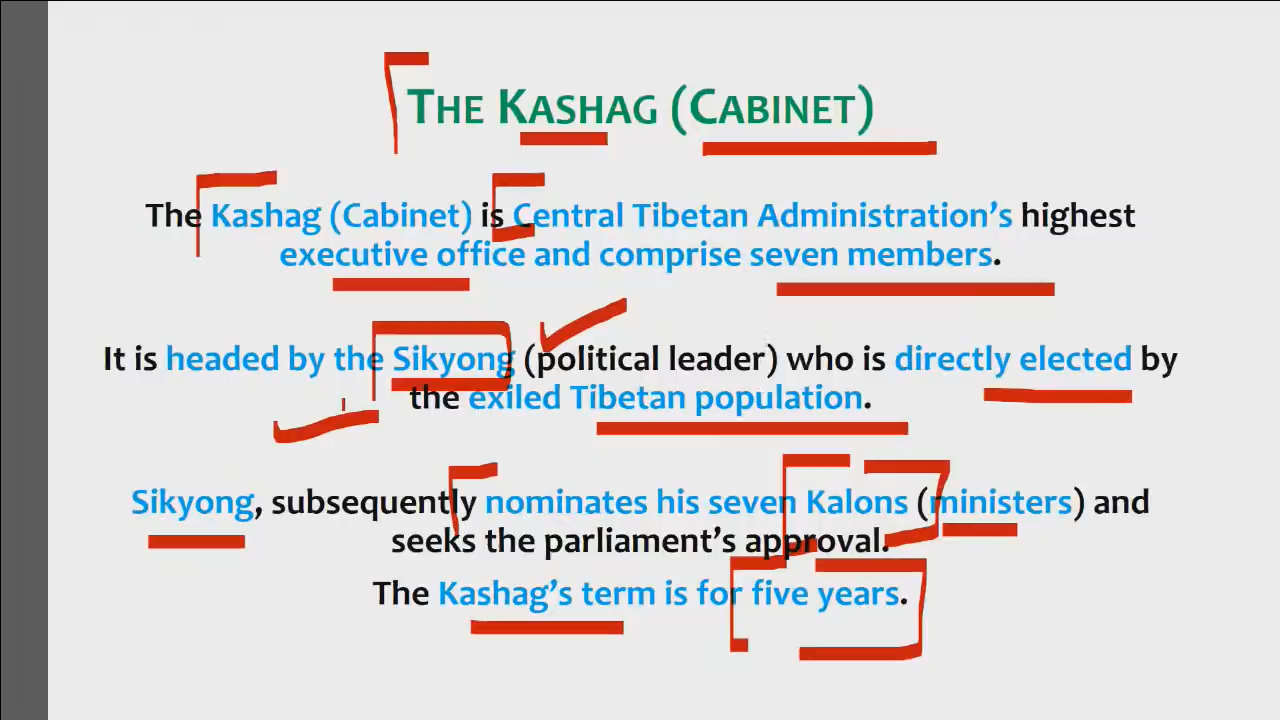 THE KASHAG (CABINET)
The Kashag (Cabinet) is Central Tibetan Administration’s highest
executive office and comprise seven members.
It is headed by the Sikyong (political leader) who is directly elected by
the exiled Tibetan population.
Sikyong, subsequently nominates his seven Kalons (ministers) and
seeks the parliament’s approval.
The Kashag’s term is for five years.